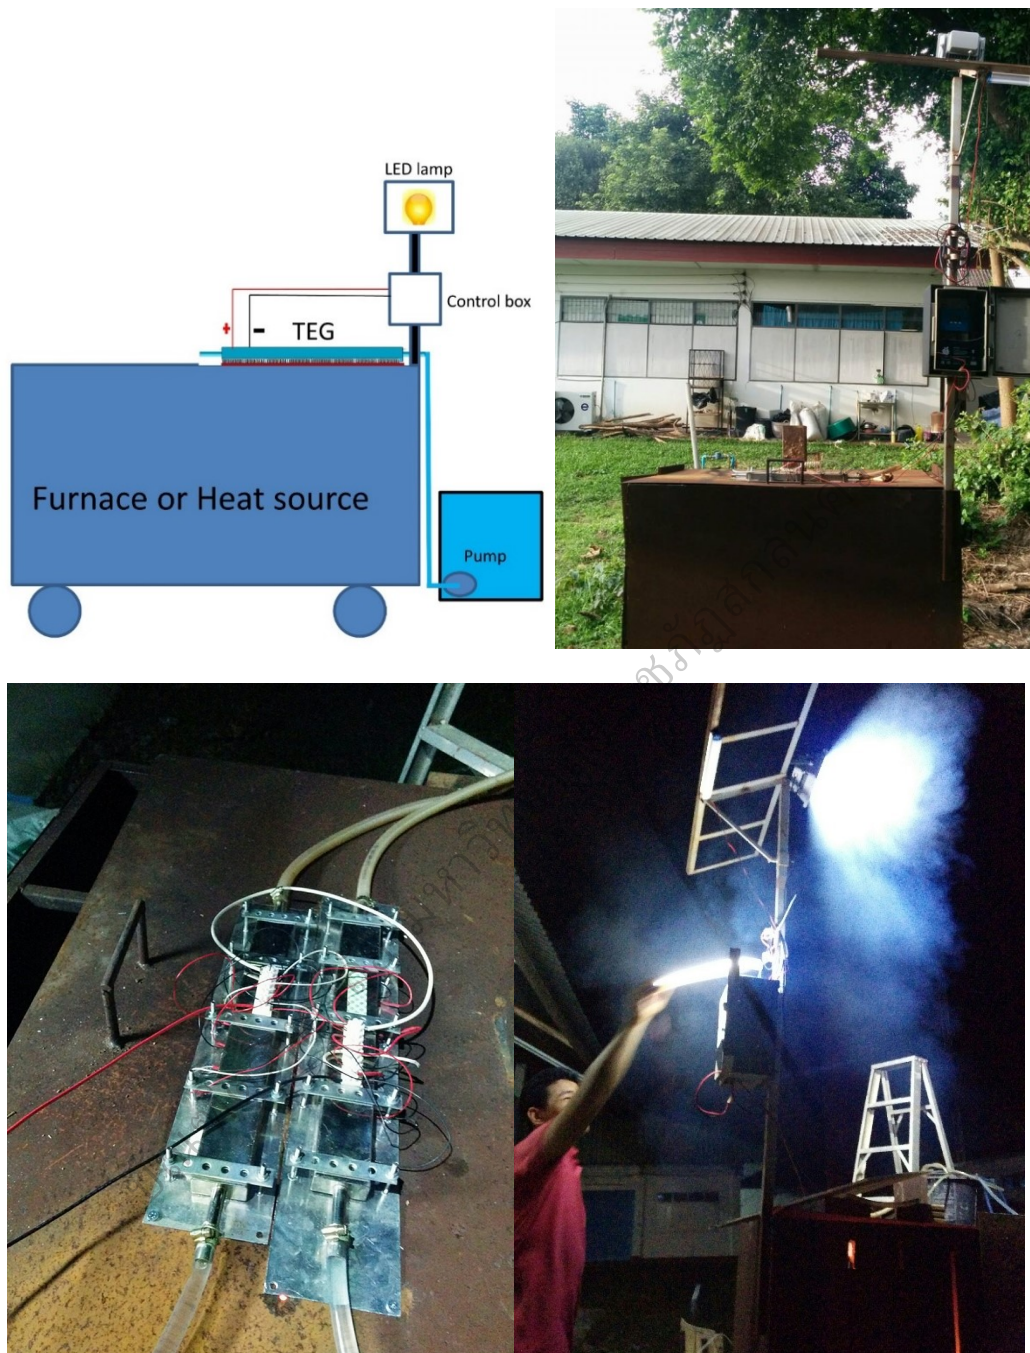 LED lamp
Control box
+
-
TEG
Furnace or Heat source
Pump